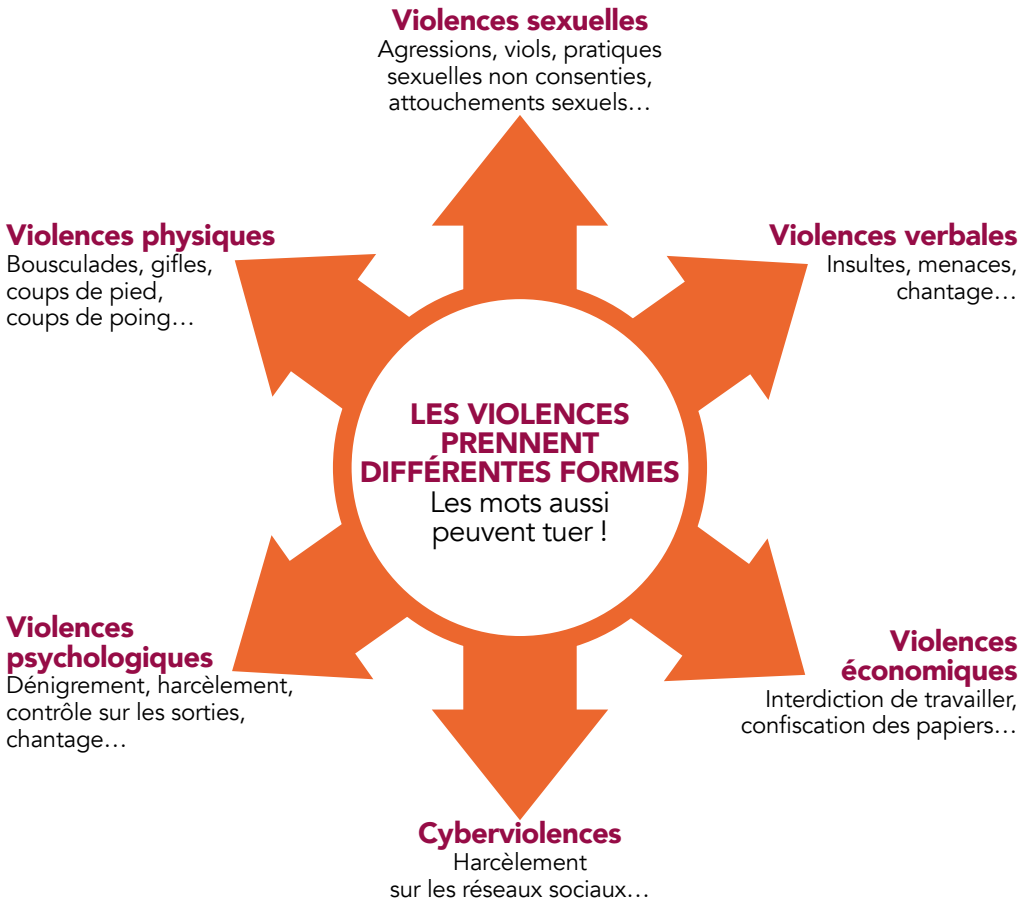 Violences sexuelles
Agressions, viols, pratiques
sexuelles non consenties,
attouchements sexuels…
Violences physiques
Bousculades, gifles,
coups de pied,
coups de poing…
Violences verbales
Insultes, menaces,
chantage…
LES VIOLENCES
PRENNENT
DIFFÉRENTES FORMES
Les mots aussi
peuvent tuer !
Violences
psychologiques
Dénigrement, harcèlement,
contrôle sur les sorties,
chantage…
Violences
économiques
Interdiction de travailler,
confiscation des papiers…
Cyberviolences
Harcèlement
sur les réseaux sociaux…